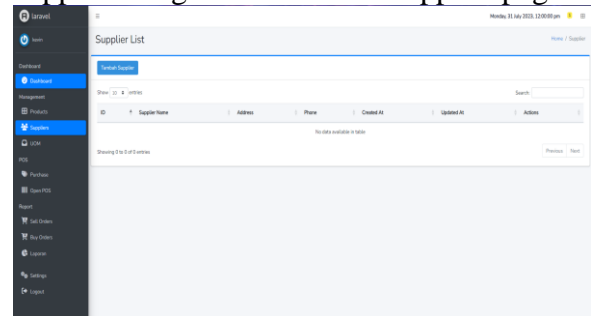 laravel
Monday, 31 July 2023, 12:00:00 pm
Supplier List
Home / Supplier
Dashboard
Dashboard
Management
Products
Suppliers
UOM
POS
Purchase
Open POS
Report
Sell Orders
Buy Orders
Laporan
Settings
Logout
Tambah Supplier
Show 10 entries
Search:
ID Supplier Name Address Phone Created At Updated At Actions
No data available in table
Showing 0 to 0 of 0 entries
Previous Next